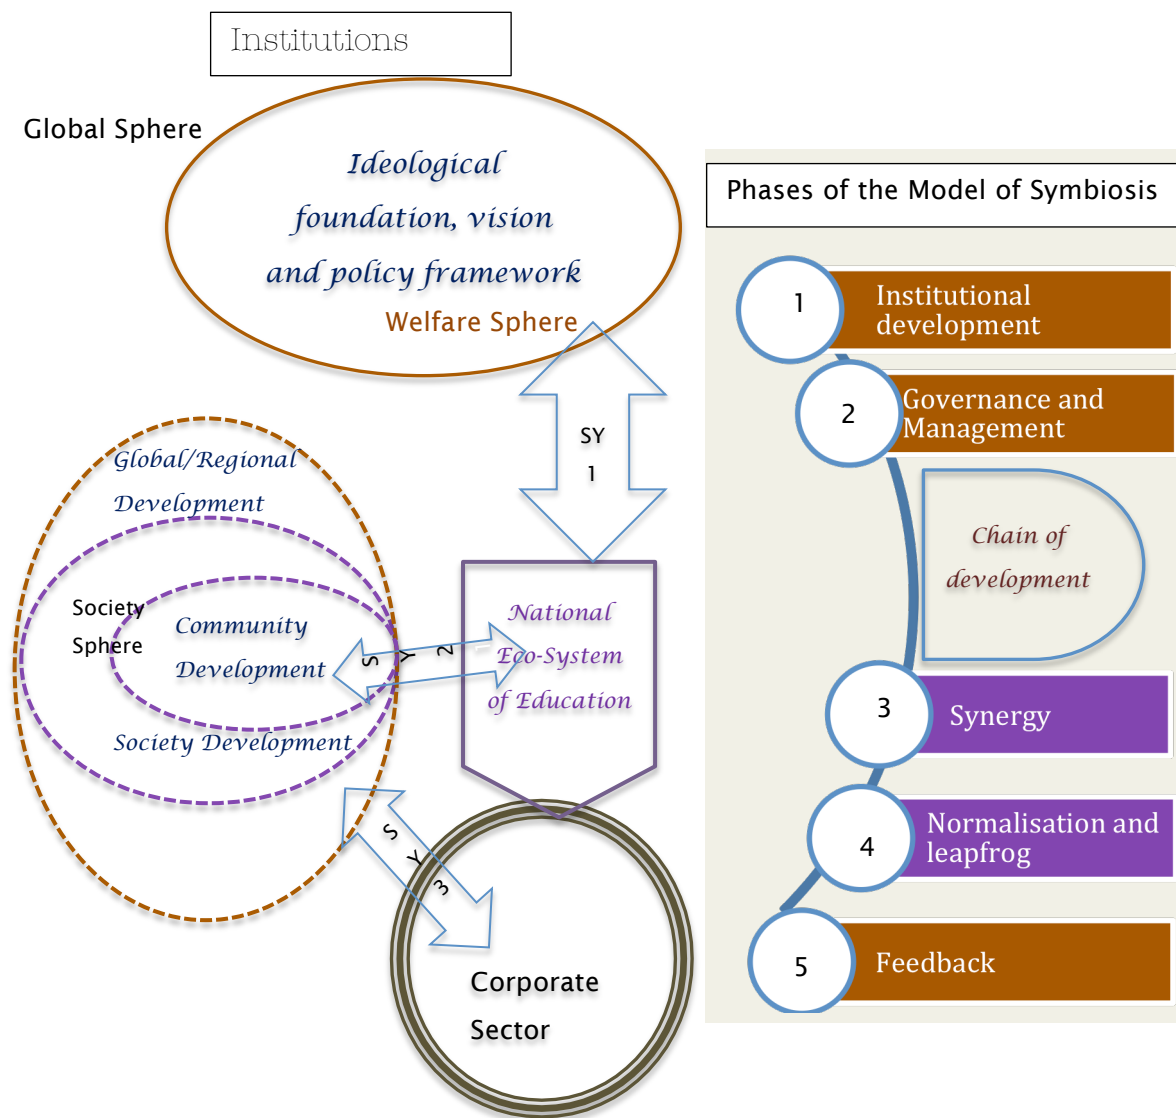 Institutions
Global Sphere
Ideological
foundation, vision
and policy framework
Welfare Sphere
SY
1
Global/Regional
Development
Society
Sphere
Community
Development
Society Development
S
Y
2
National
Eco-System
of Education
S
Y
3
Corporate
Sector
Phases of the Model of Symbiosis
1
Institutional
development
2
Governance and
Management
Chain of
development
3
Synergy
4
Normalisation and
leapfrog
5
Feedback